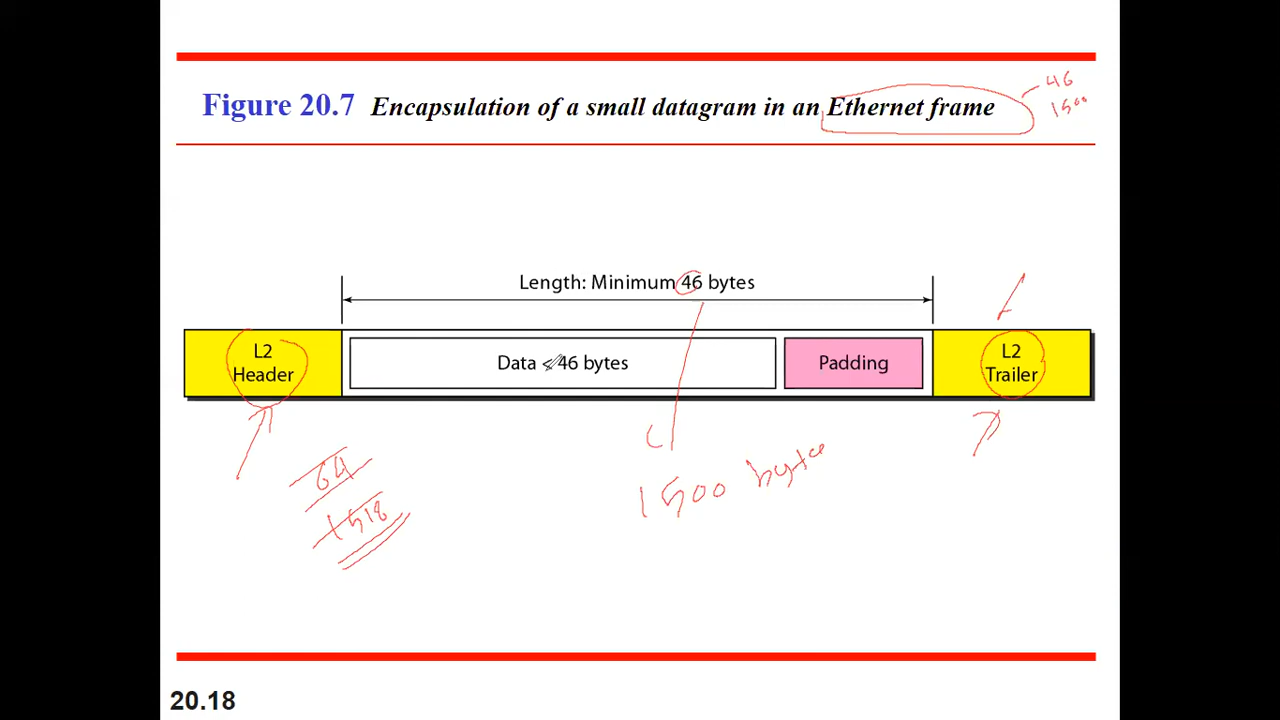 46
Figure 20.7 Encapsulation of a small datagram in an Ethernet frame
1500
Length: Minimum 46 bytes
L2
Header
Data < 46 bytes
Padding
L2
Trailer
64
1518
1500 byte
20.18